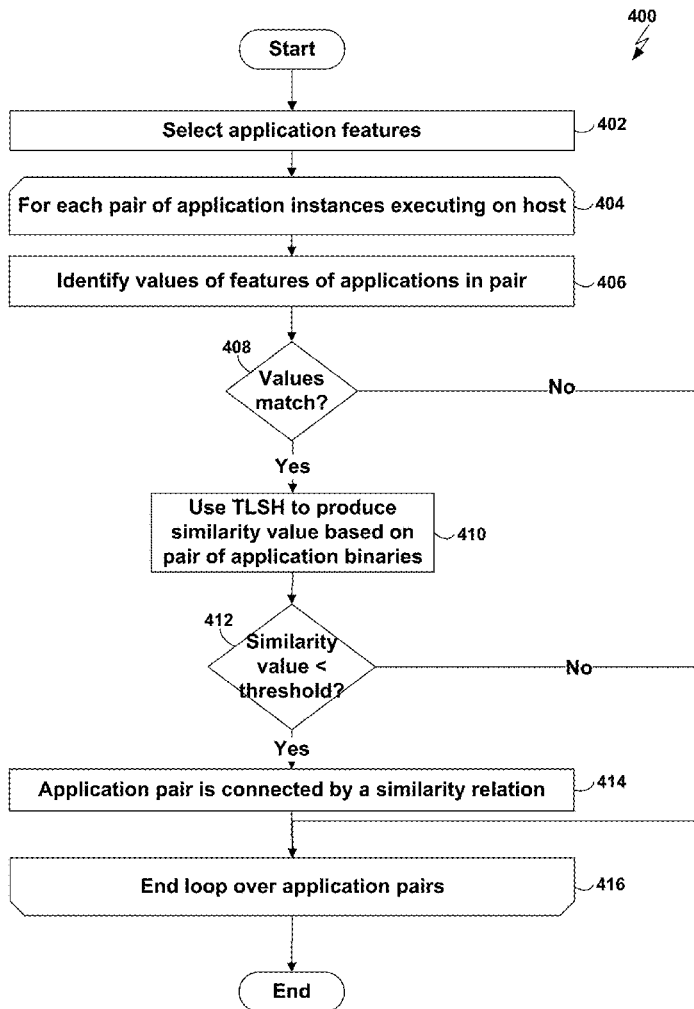 400
Start
Select application features
402
For each pair of application instances executing on host
404
Identify values of features of applications in pair
406
408
Values
match?
No
Yes
Use TLSH to produce
similarity value based on
pair of application binaries
410
412
Similarity
value <
threshold?
No
Yes
Application pair is connected by a similarity relation
414
End loop over application pairs
416
End